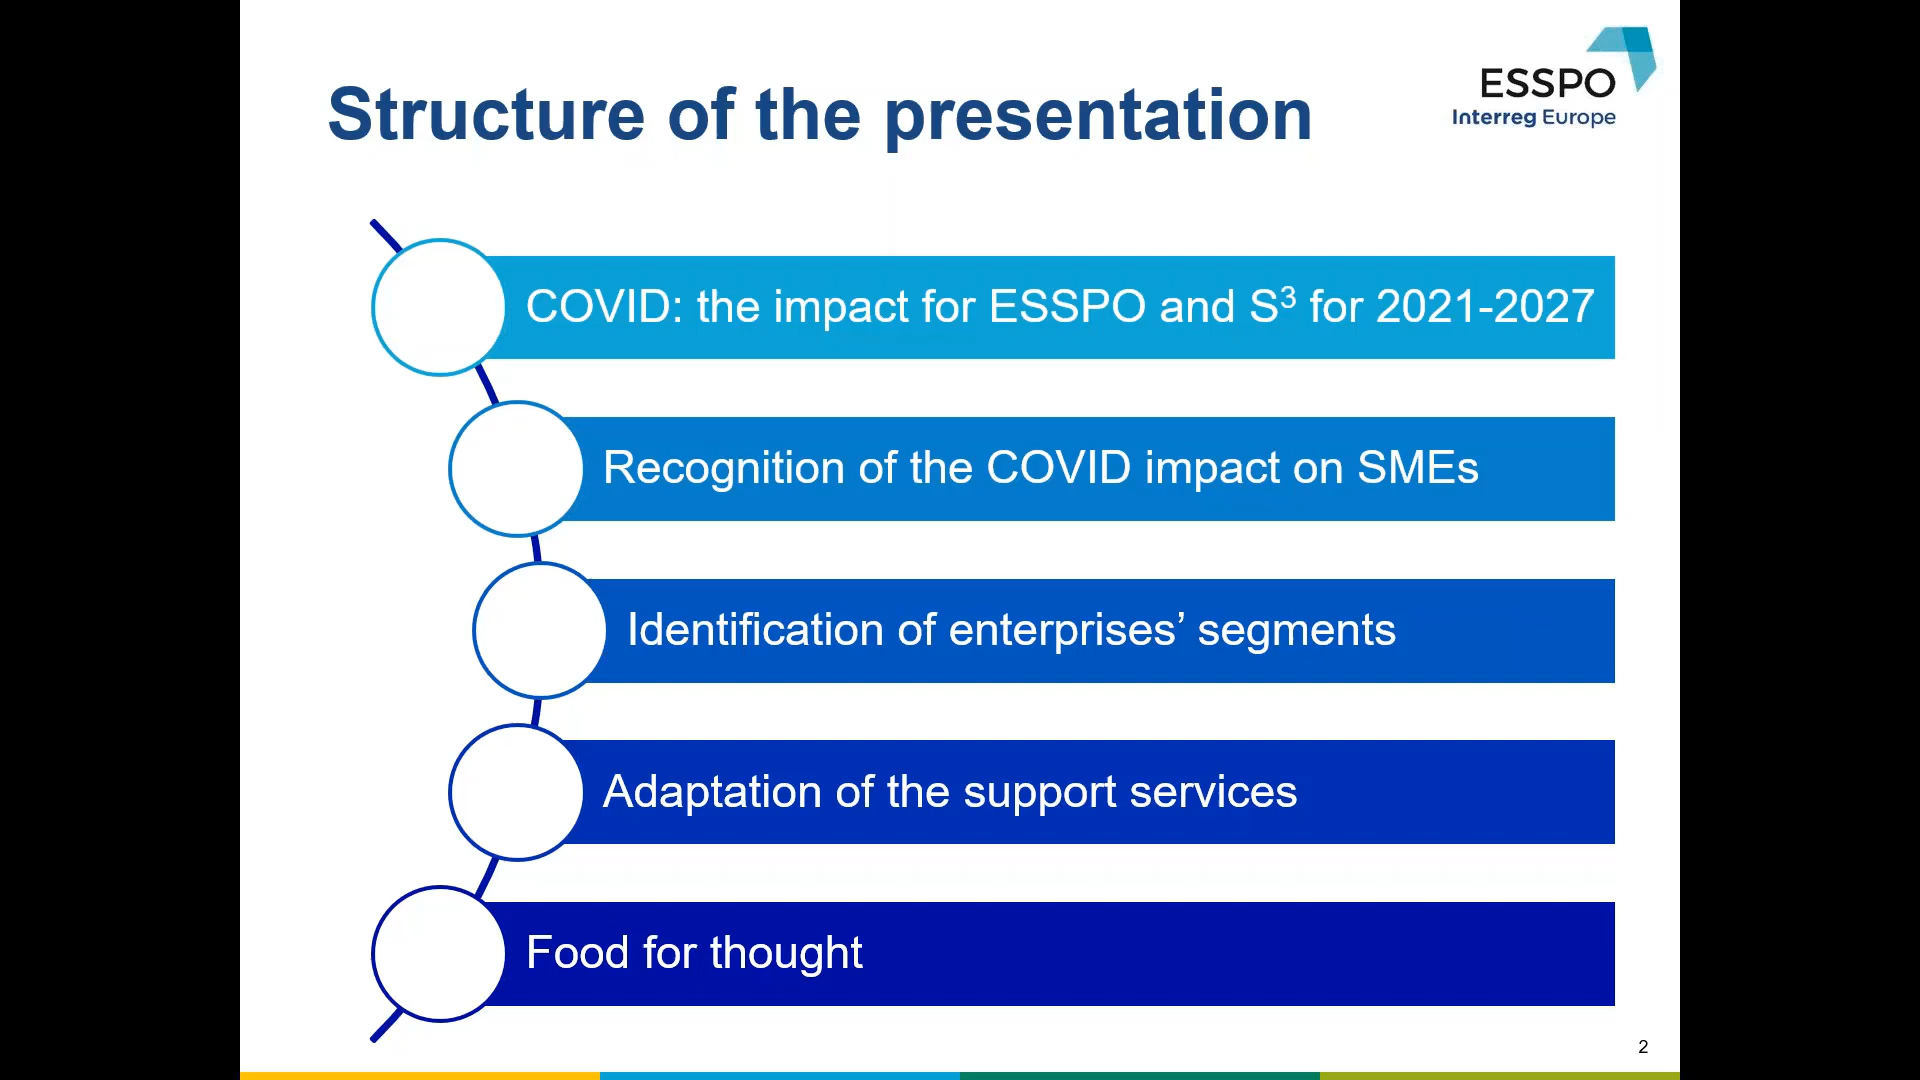 Structure of the presentation
ESSPO
Interreg Europe
COVID: the impact for ESSPO and S³ for 2021-2027
Recognition of the COVID impact on SMEs
Identification of enterprises’ segments
Adaptation of the support services
Food for thought
2